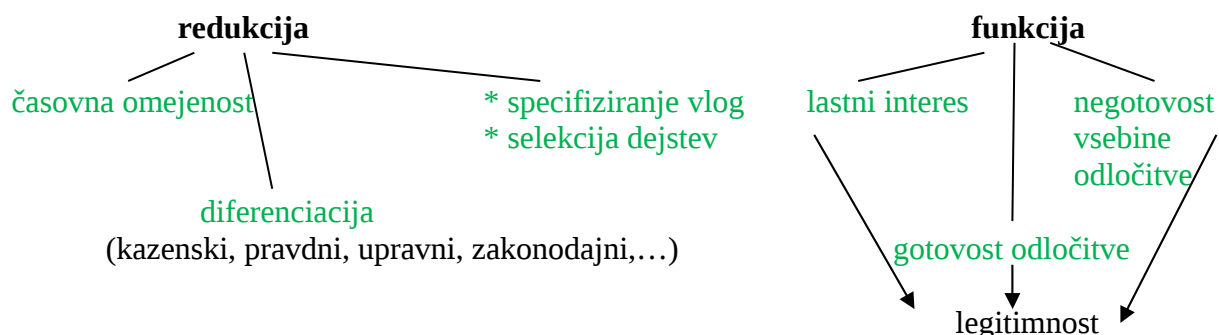 redukcija
časovna omejenost
* specifiziranje vlog
* selekcija dejstev
diferenciacija
(kazenski, pravdni, upravni, zakonodajni,…)
funkcija
lastni interes
negotovost
vsebine
odločitve
gotovost odločitve
legitimnost